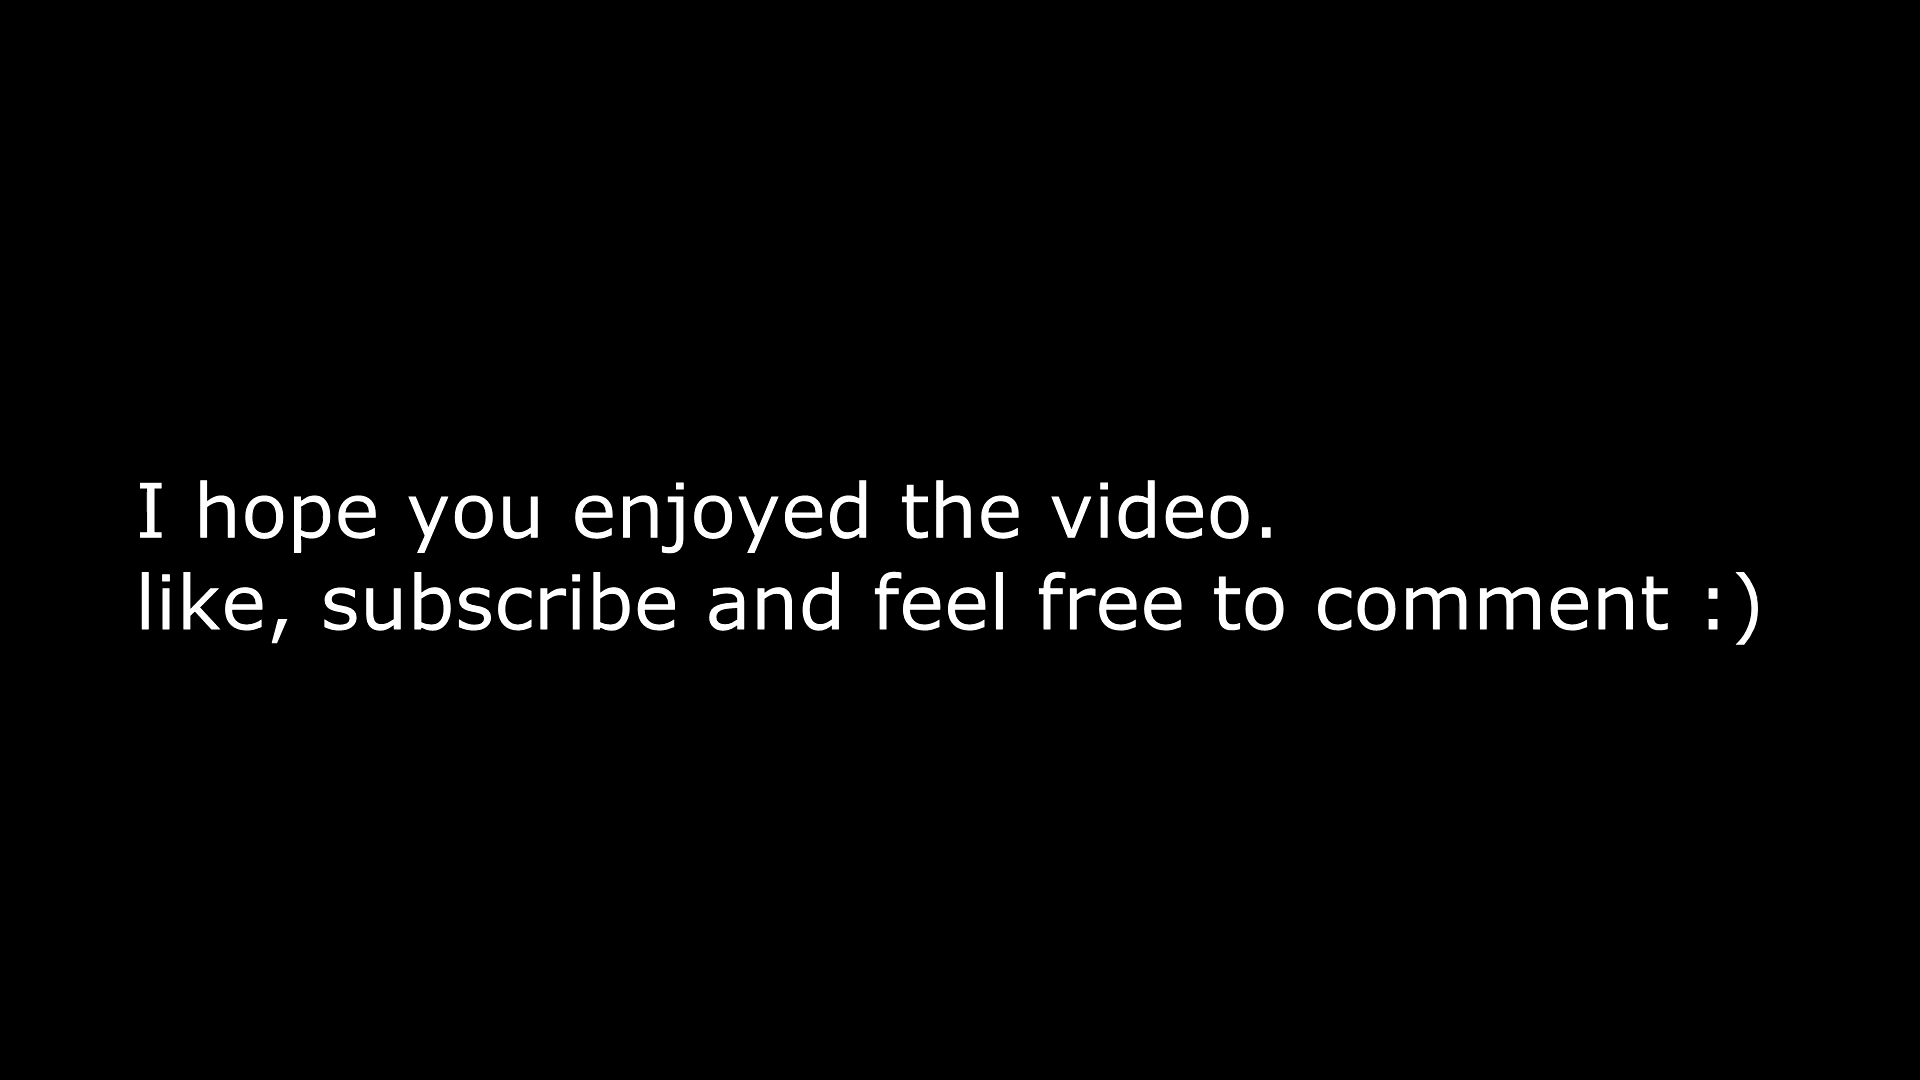 I hope you enjoyed the video.
like, subscribe and feel free to comment :)